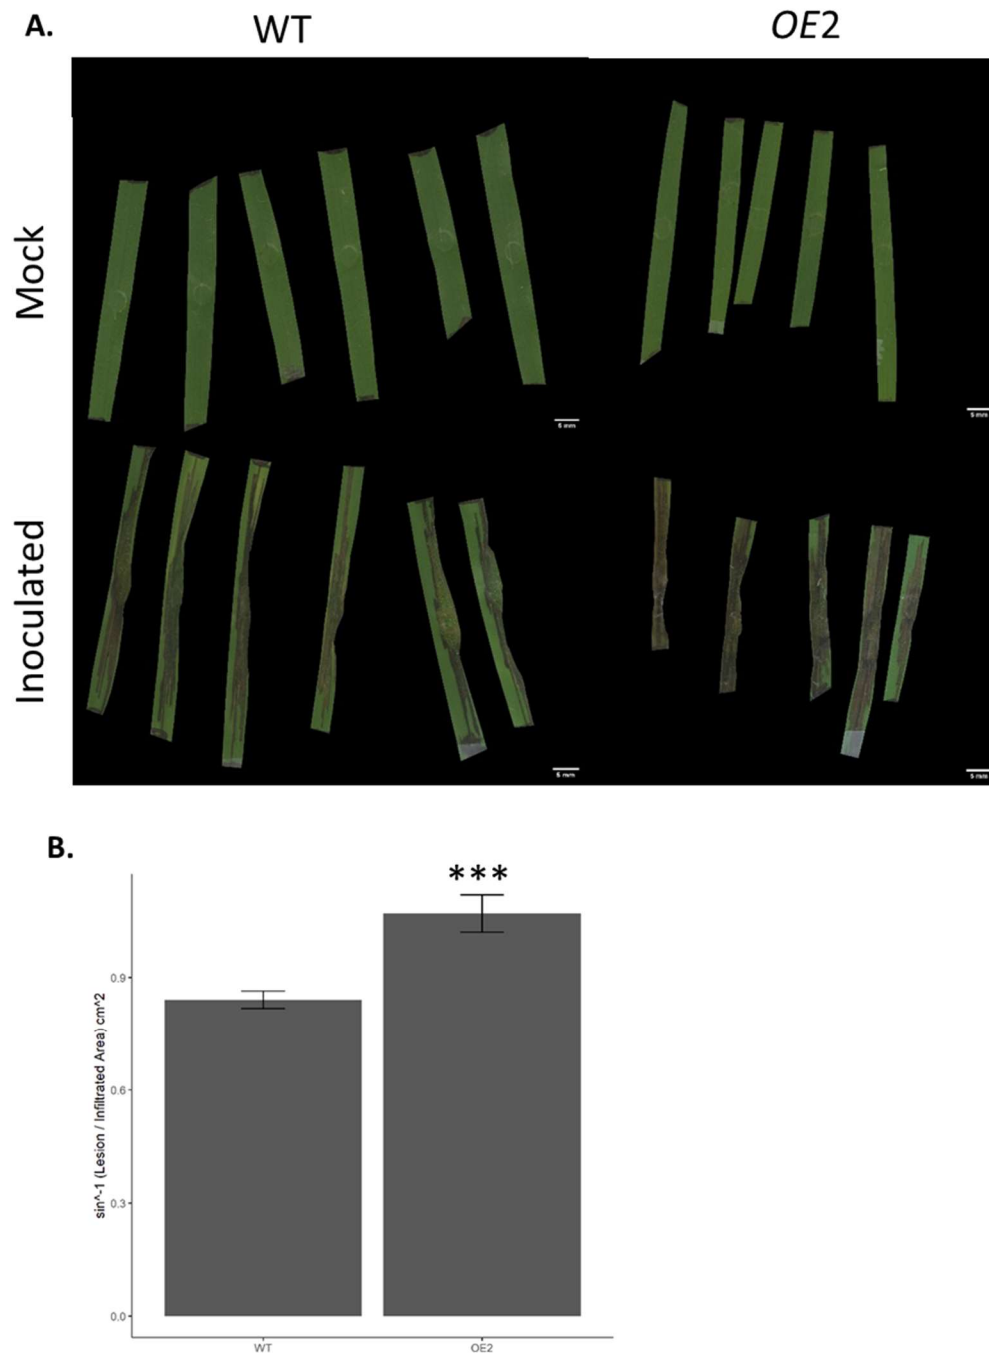 A.
WT
OE2
Mock
5 mm
5 mm
Inoculated
5 mm
5 mm
B.
***
sin^-1 (Lesion / Infiltrated Area) cm^2
0.9
0.6
0.3
0.0
WT
OE2